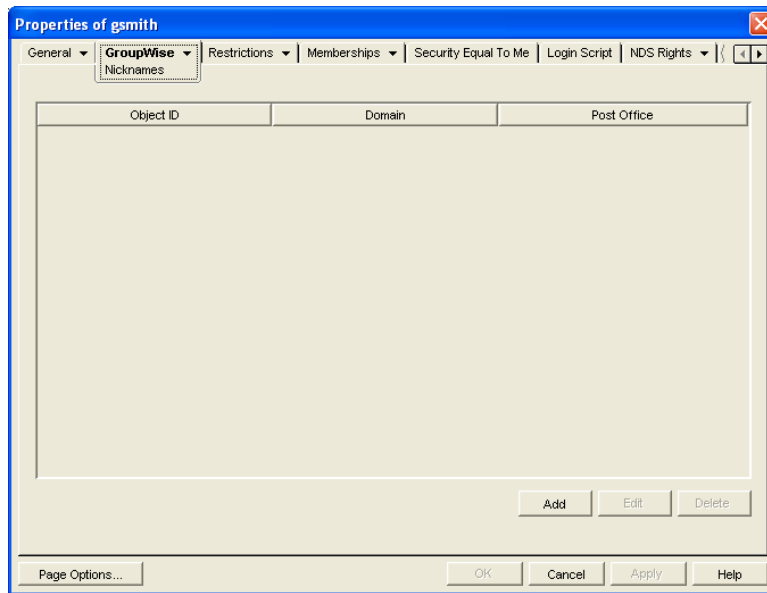 Properties of gsmith
General GroupWise Restrictions Memberships Security Equal To Me Login Script NDS Rights
Nicknames
Object ID Domain Post Office
Add Edit Delete
Page Options... OK Cancel Apply Help